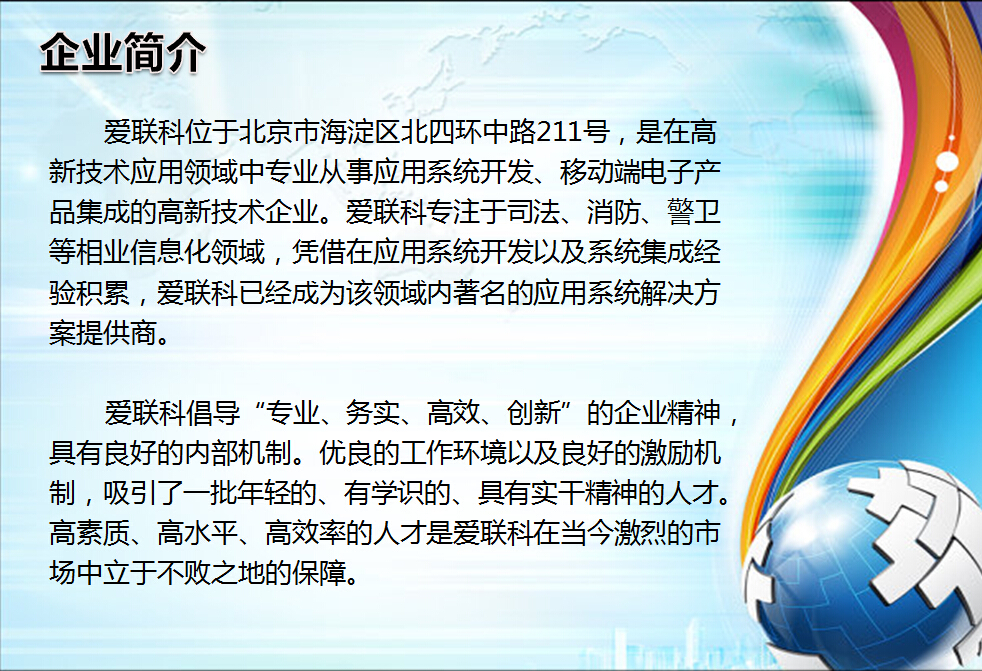 企业简介
爱联科位于北京市海淀区北四环中路211号，是在高
新技术应用领域中专业从事应用系统开发、移动端电子产
品集成的高新技术企业。爱联科专注于司法、消防、警卫
等相业信息化领域，凭借在应用系统开发以及系统集成经
验积累，爱联科已经成为该领域内著名的应用系统解决方
案提供商。
爱联科倡导“专业、务实、高效、创新”的企业精神，
具有良好的内部机制。优良的工作环境以及良好的激励机
制，吸引了一批年轻的、有学识的、具有实干精神的人才。
高素质、高水平、高效率的人才是爱联科在当今激烈的市
场中立于不败之地的保障。